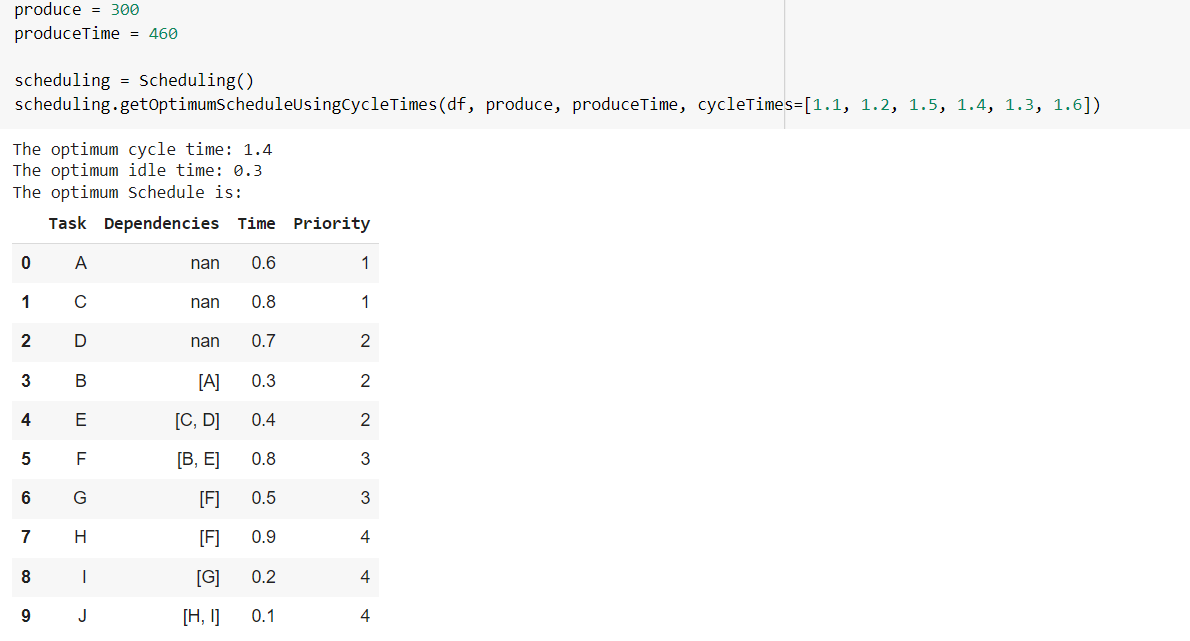 produce = 300
produceTime = 460
scheduling = Scheduling()
scheduling.getOptimumScheduleUsingCycleTimes(df, produce, produceTime, cycleTimes=[1.1, 1.2, 1.5, 1.4, 1.3, 1.6])
The optimum cycle time: 1.4
The optimum idle time: 0.3
The optimum Schedule is:
Task Dependencies Time Priority
0 A nan 0.6 1
1 C nan 0.8 1
2 D nan 0.7 2
3 B [A] 0.3 2
4 E [C, D] 0.4 2
5 F [B, E] 0.8 3
6 G [F] 0.5 3
7 H [F] 0.9 4
8 I [G] 0.2 4
9 J [H, I] 0.1 4